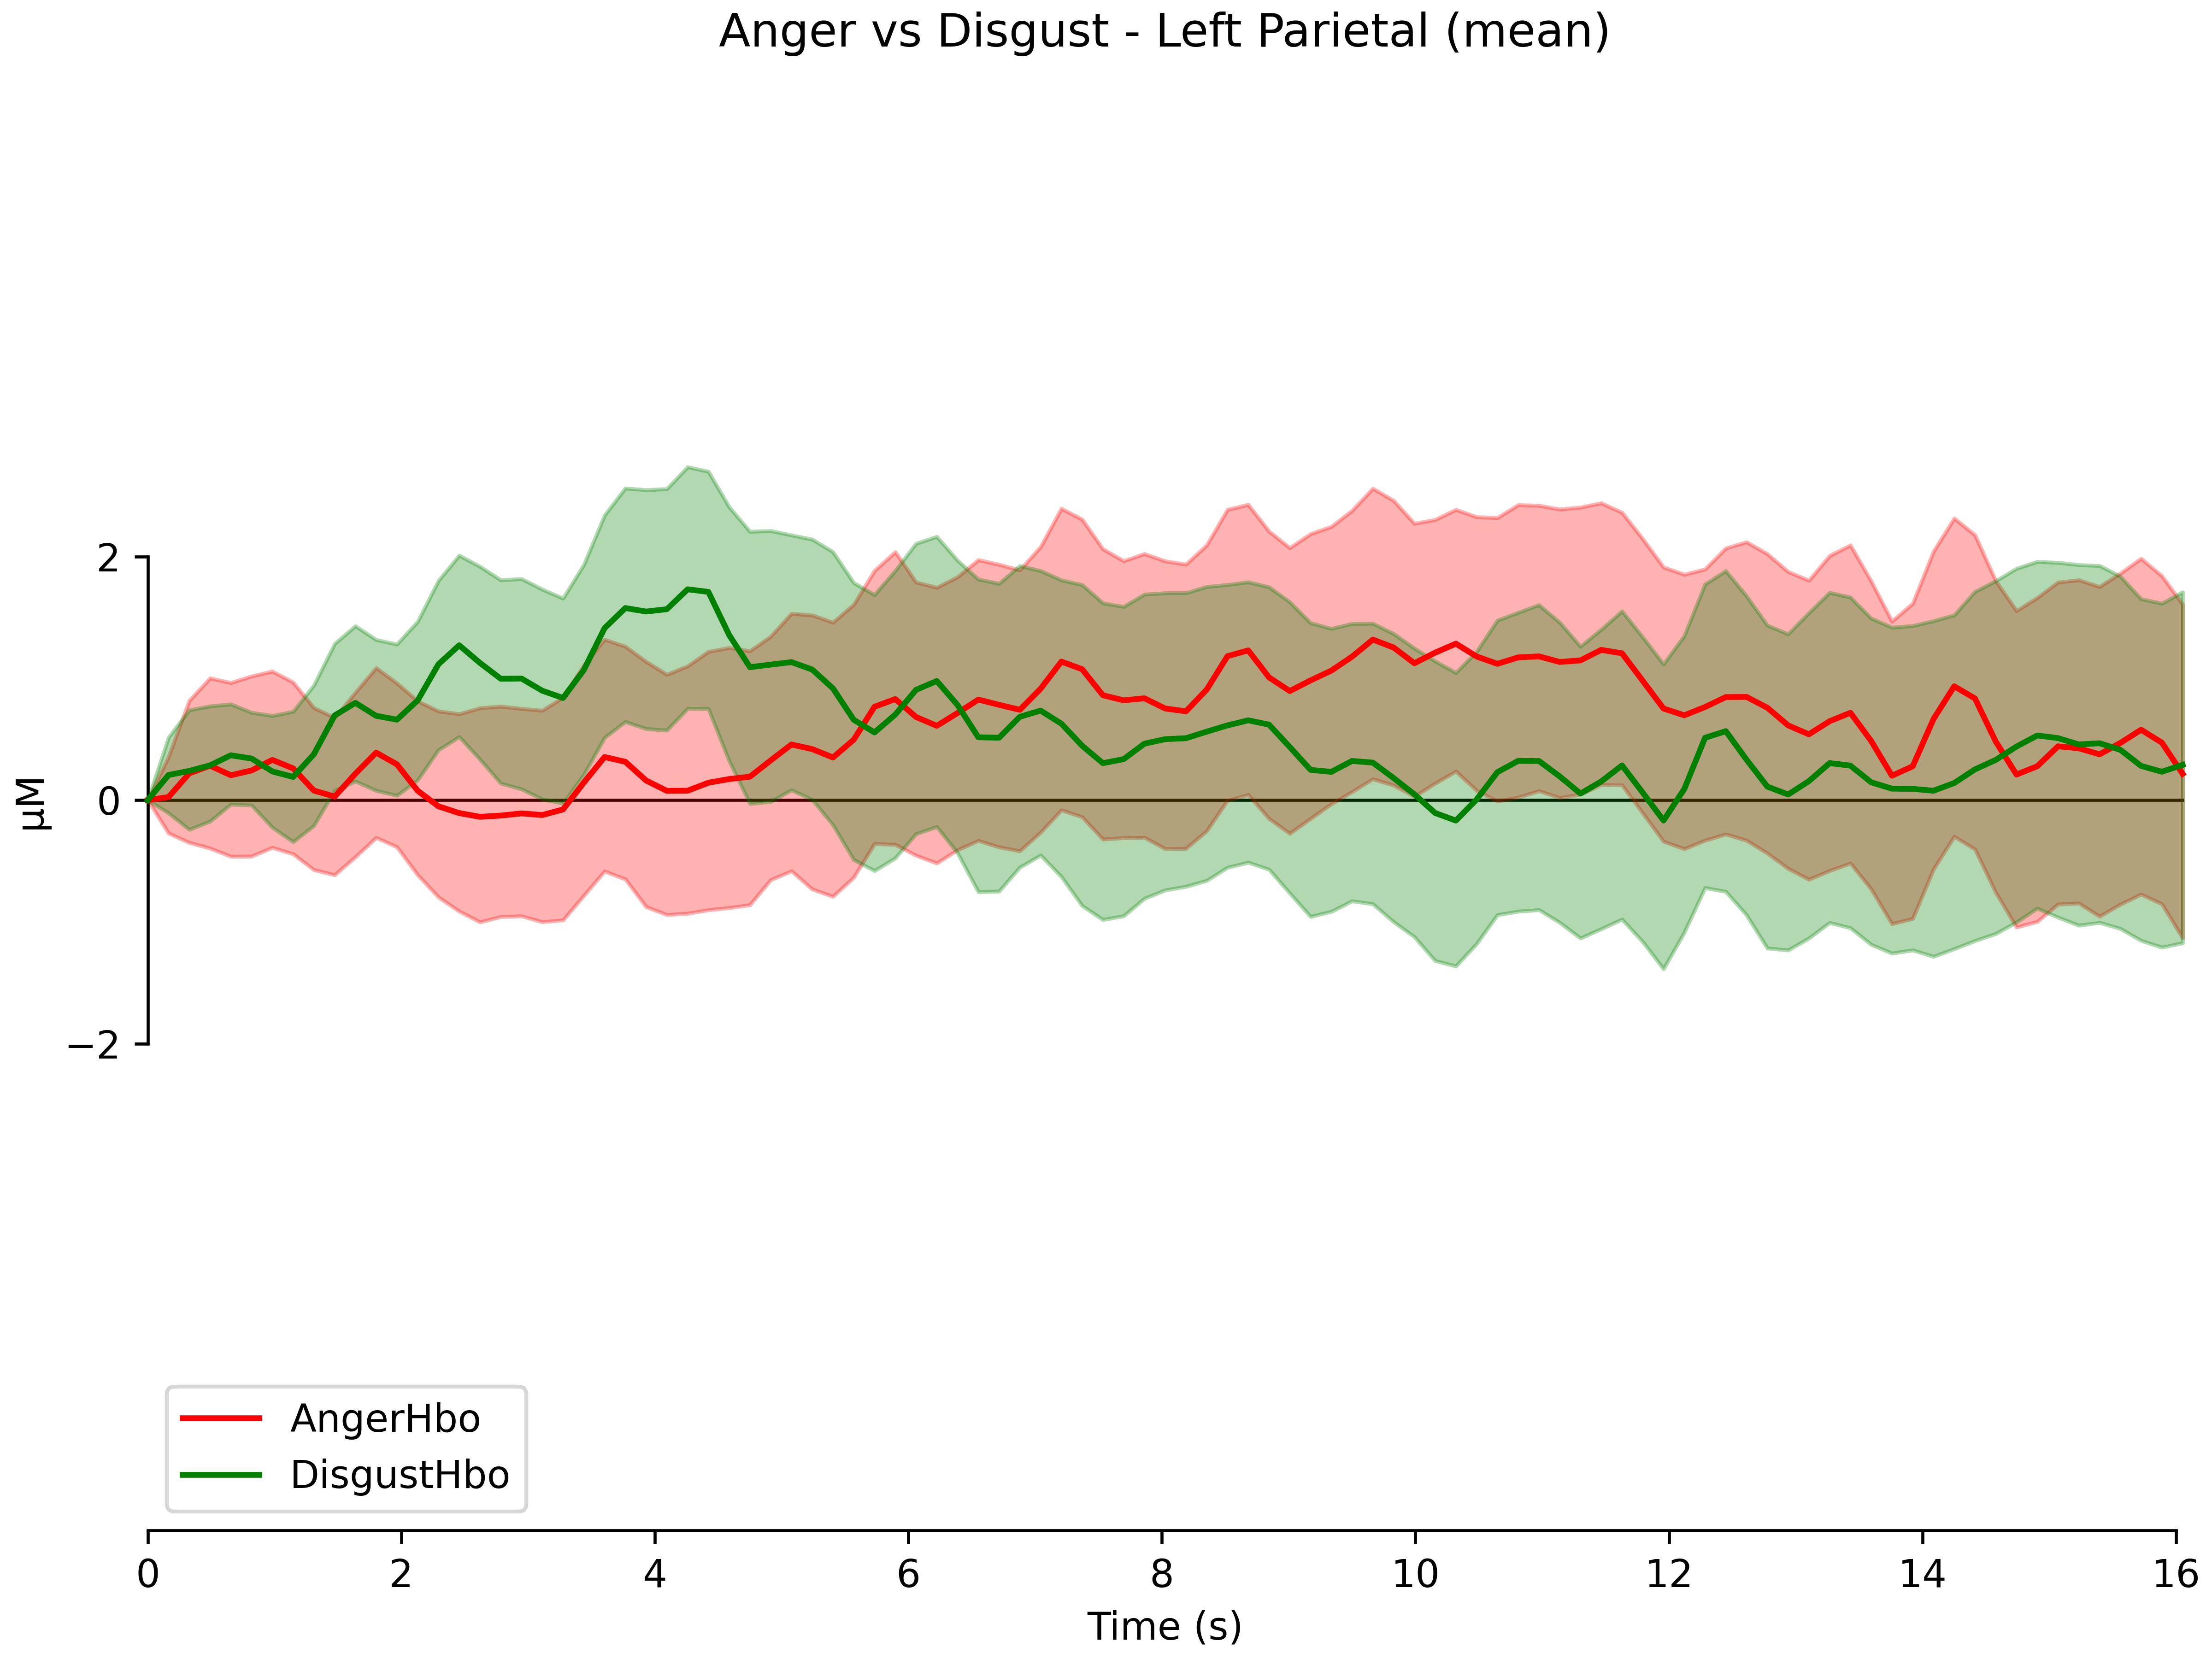 Anger vs Disgust - Left Parietal (mean)
µM
2
0
−2
AngerHbo
DisgustHbo
0 2 4 6 8 10 12 14 16
Time (s)